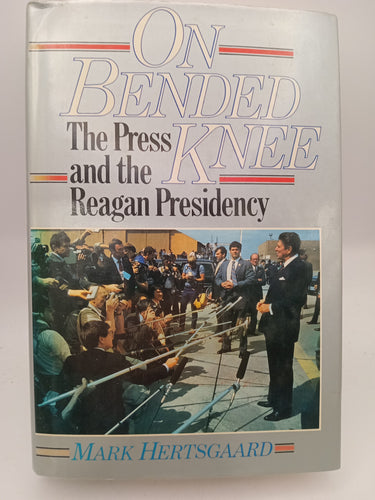 ON
BENDED
KNEE
The Press
and the
Reagan Presidency
MARK HERTSGAARD